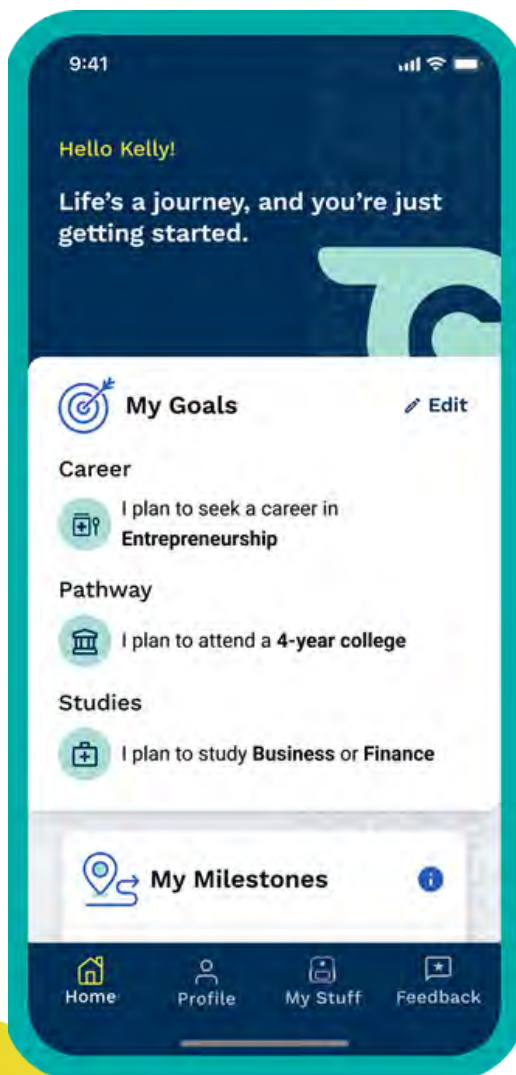 9:41
Hello Kelly!
Life's a journey, and you're just
getting started.
My Goals
Edit
Career
I plan to seek a career in
Entrepreneurship
Pathway
I plan to attend a 4-year college
Studies
I plan to study Business or Finance
My Milestones
Home
Profile
My Stuff
Feedback